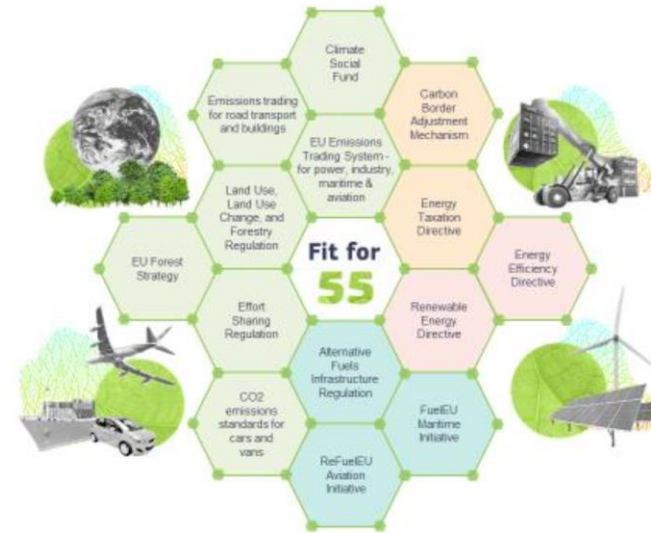 Climate
Social
Fund
Emissions trading
for road transport
and buildings
Carbon
Border
Adjustment
Mechanism
EU Emissions
Trading System -
for power, industry,
maritime &
aviation
Land Use,
Land Use
Change, and
Forestry
Regulation
Energy
Taxation
Directive
EU Forest
Strategy
Fit for
55
Energy
Efficiency
Directive
Effort
Sharing
Regulation
Renewable
Energy
Directive
Alternative
Fuels
Infrastructure
Regulation
CO2
emissions
standards for
cars and
vans
FuelEU
Maritime
Initiative
ReFuelEU
Aviation
Initiative